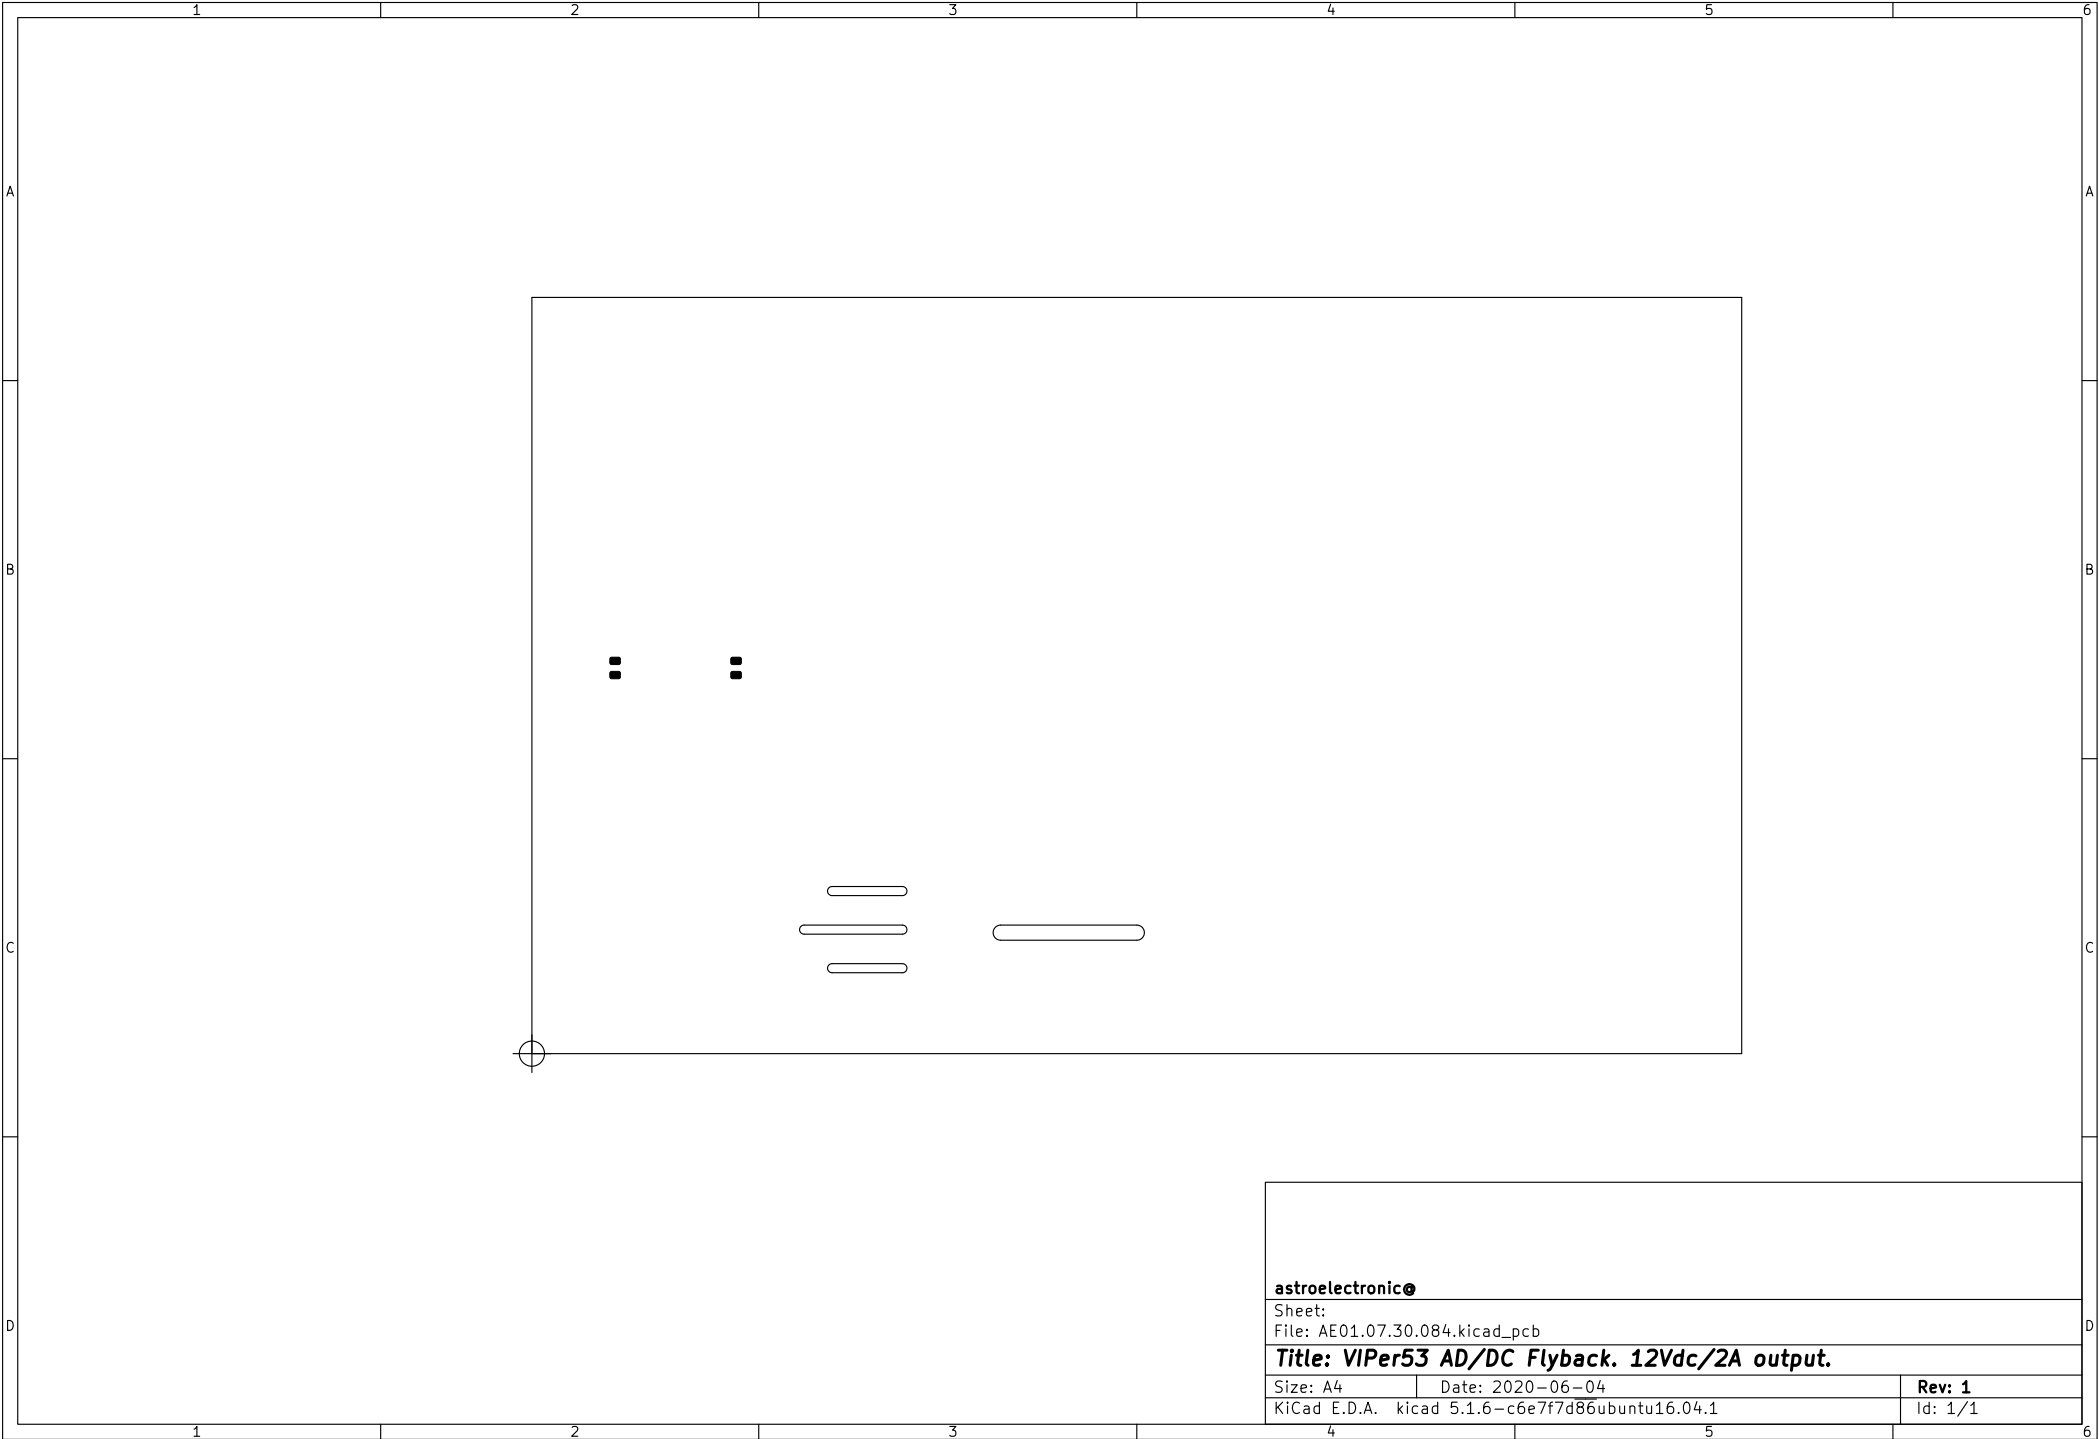 1 2 3 4 5 6
A A
B B
C C
astroelectronic@
Sheet:
File: AE01.07.30.084.kicad_pcb
D D
Title: VIPer53 AD/DC Flyback. 12Vdc/2A output.
Size: A4 Date: 2020-06-04 Rev: 1
KiCad E.D.A. kicad 5.1.6-c6e7f7d86ubuntu16.04.1 Id: 1/1
1 2 3 4 5 6